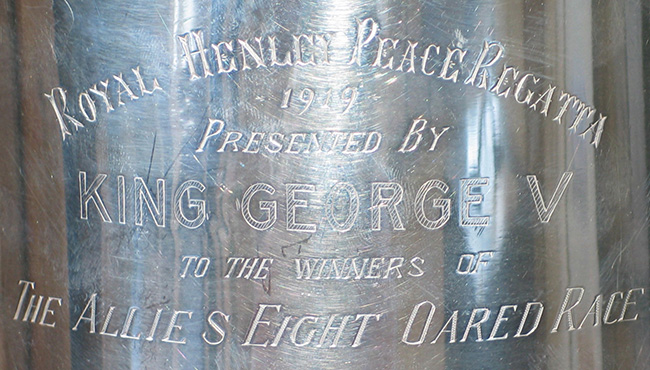 ROYAL HENLEY PEACE REGATTA
- 1919 -
PRESENTED BY
KING GEORGE V
TO THE WINNERS OF
THE ALLIES EIGHT OARED RACE